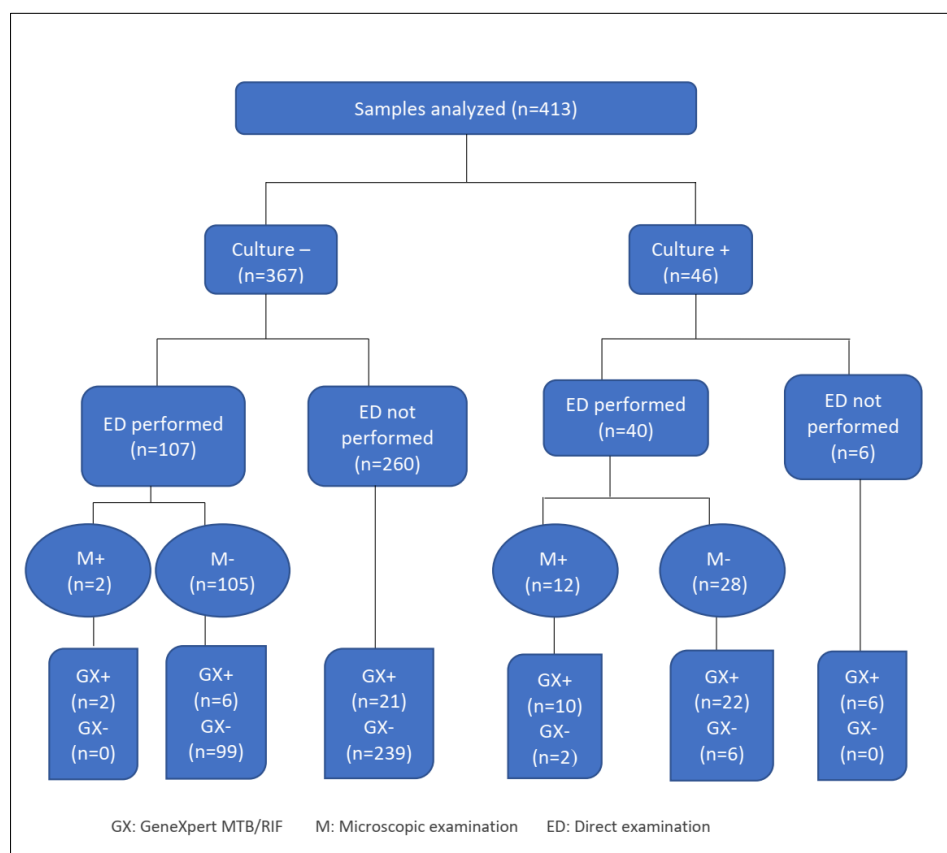 Samples analyzed (n=413)
Culture –
(n=367)
Culture +
(n=46)
ED performed
(n=107)
ED not
performed
(n=260)
ED performed
(n=40)
ED not
performed
(n=6)
M+
(n=2)
M-
(n=105)
M+
(n=12)
M-
(n=28)
GX+
(n=2)
GX-
(n=0)
GX+
(n=6)
GX-
(n=99)
GX+
(n=21)
GX-
(n=239)
GX+
(n=10)
GX-
(n=2)
GX+
(n=22)
GX-
(n=6)
GX+
(n=6)
GX-
(n=0)
GX: GeneXpert MTB/RIF M: Microscopic examination ED: Direct examination